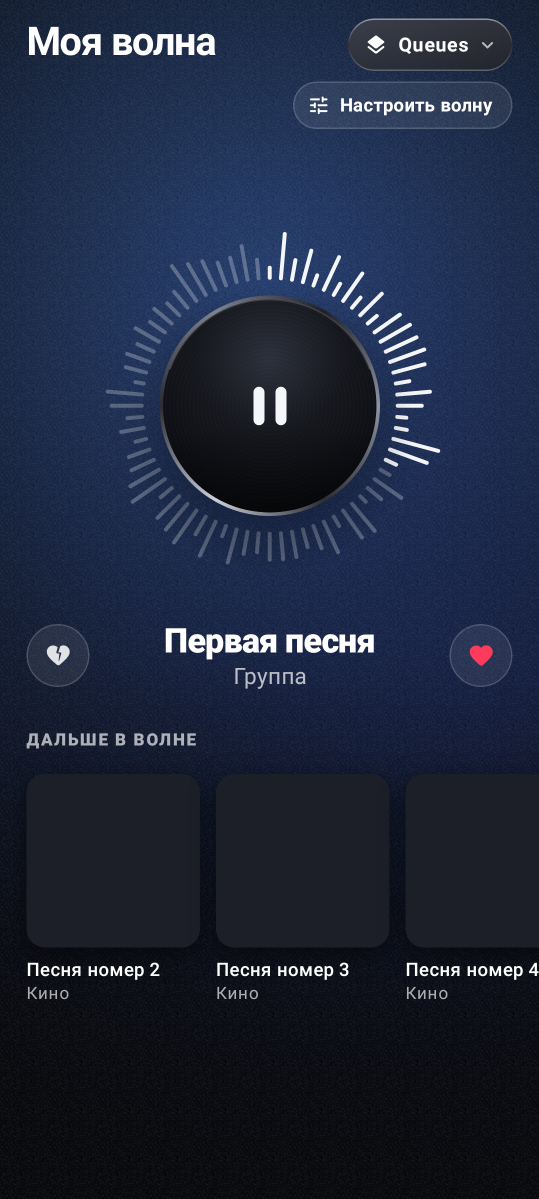 Моя волна
Queues
Настроить волну
Первая песня
Группа
ДАЛЬШЕ В ВОЛНЕ
Песня номер 2
Кино
Песня номер 3
Кино
Песня номер 4
Кино